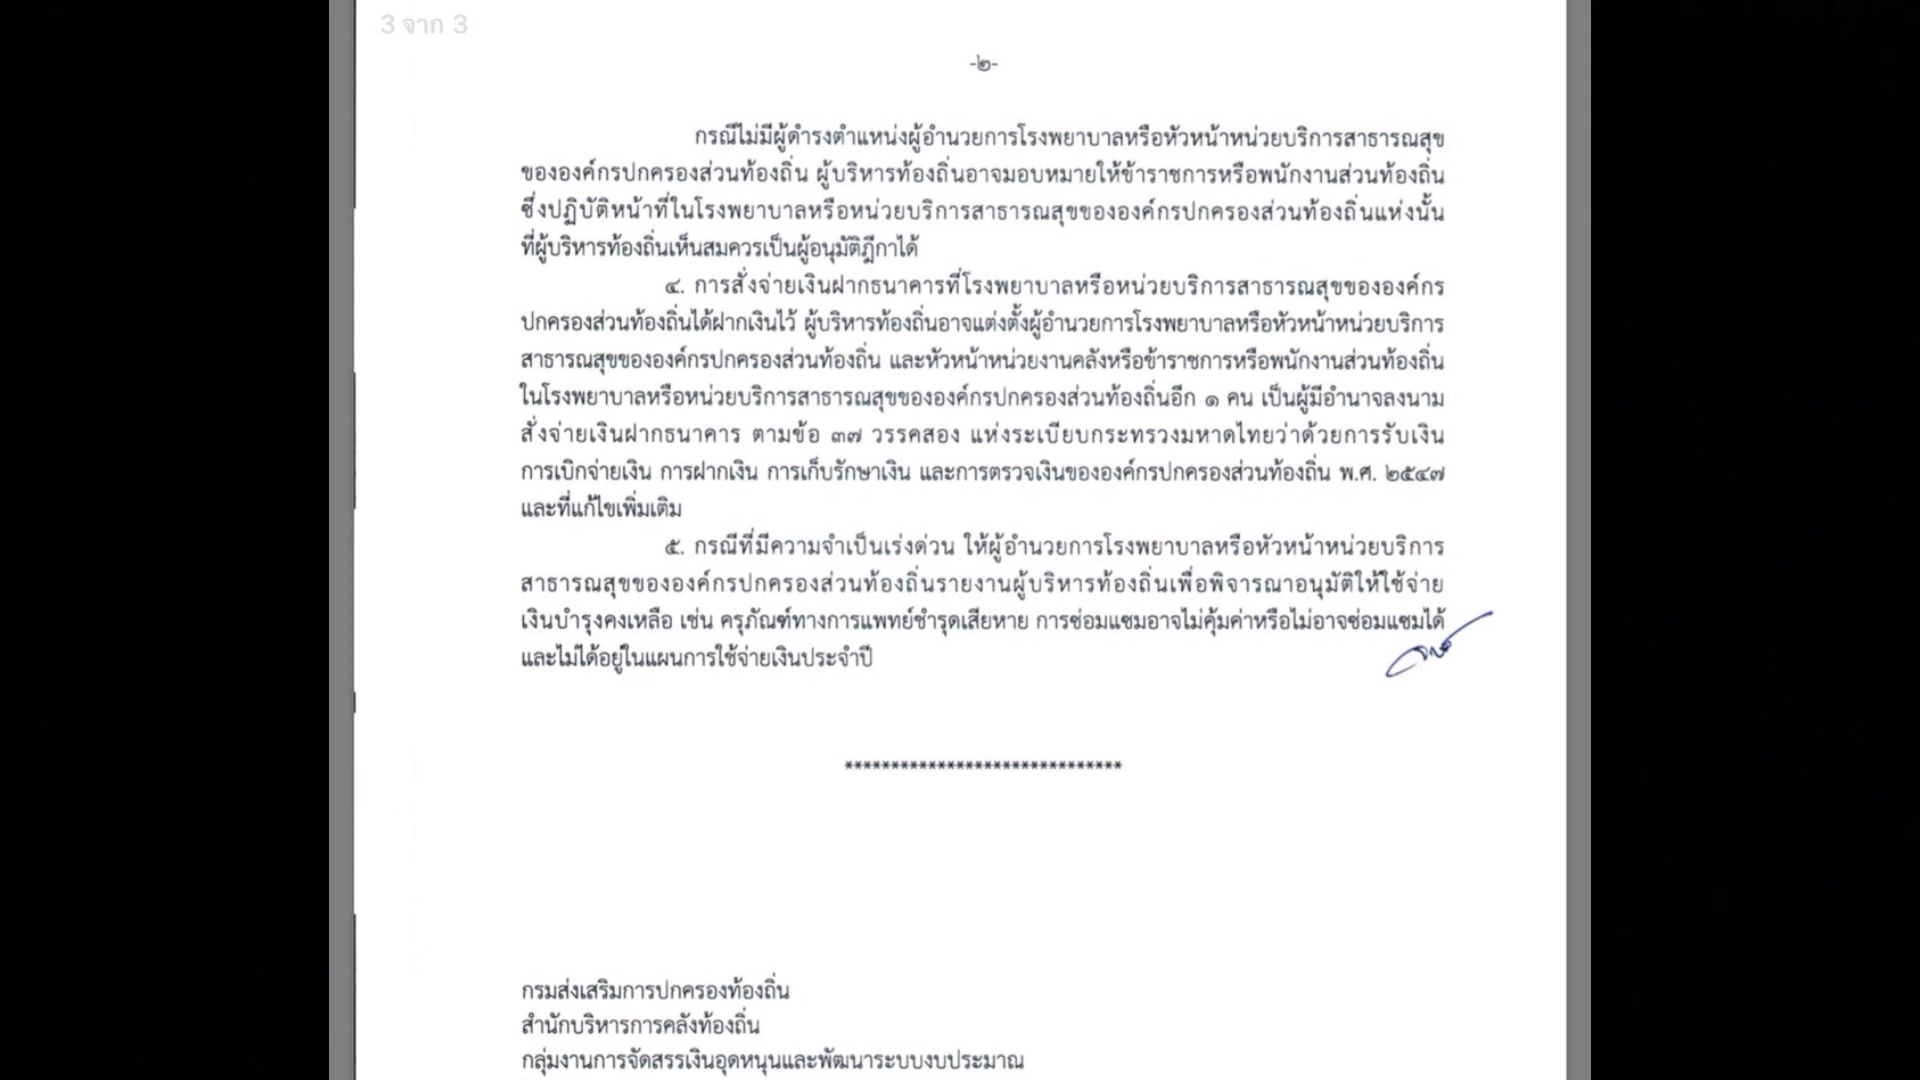 3 จาก 3
-๒-
กรณีไม่มีผู้ดำรงตำแหน่งผู้อำนวยการโรงพยาบาลหรือหัวหน้าหน่วยบริการสาธารณสุข
ขององค์กรปกครองส่วนท้องถิ่น ผู้บริหารท้องถิ่นอาจมอบหมายให้ข้าราชการหรือพนักงานส่วนท้องถิ่น
ซึ่งปฏิบัติหน้าที่ในโรงพยาบาลหรือหน่วยบริการสาธารณสุขขององค์กรปกครองส่วนท้องถิ่นแห่งนั้น
ที่ผู้บริหารท้องถิ่นเห็นสมควรเป็นผู้อนุมัติฎีกาได้
๔. การสั่งจ่ายเงินฝากธนาคารที่โรงพยาบาลหรือหน่วยบริการสาธารณสุขขององค์กร
ปกครองส่วนท้องถิ่นได้ฝากเงินไว้ ผู้บริหารท้องถิ่นอาจแต่งตั้งผู้อำนวยการโรงพยาบาลหรือหัวหน้าหน่วยบริการ
สาธารณสุขขององค์กรปกครองส่วนท้องถิ่น และหัวหน้าหน่วยงานคลังหรือข้าราชการหรือพนักงานส่วนท้องถิ่น
ในโรงพยาบาลหรือหน่วยบริการสาธารณสุขขององค์กรปกครองส่วนท้องถิ่นอีก ๑ คน เป็นผู้มีอำนาจลงนาม
สั่งจ่ายเงินฝากธนาคาร ตามข้อ ๓๗ วรรคสอง แห่งระเบียบกระทรวงมหาดไทยว่าด้วยการรับเงิน
การเบิกจ่ายเงิน การฝากเงิน การเก็บรักษาเงิน และการตรวจเงินขององค์กรปกครองส่วนท้องถิ่น พ.ศ. ๒๕๔๗
และที่แก้ไขเพิ่มเติม
๕. กรณีที่มีความจำเป็นเร่งด่วน ให้ผู้อำนวยการโรงพยาบาลหรือหัวหน้าหน่วยบริการ
สาธารณสุขขององค์กรปกครองส่วนท้องถิ่นรายงานผู้บริหารท้องถิ่นเพื่อพิจารณาอนุมัติให้ใช้จ่าย
เงินบำรุงคงเหลือ เช่น ครุภัณฑ์ทางการแพทย์ชำรุดเสียหาย การซ่อมแซมอาจไม่คุ้มค่าหรือไม่อาจซ่อมแซมได้
และไม่ได้อยู่ในแผนการใช้จ่ายเงินประจำปี
******************************
กรมส่งเสริมการปกครองท้องถิ่น
สำนักบริหารการคลังท้องถิ่น
กลุ่มงานการจัดสรรเงินอุดหนุนและพัฒนาระบบงบประมาณ